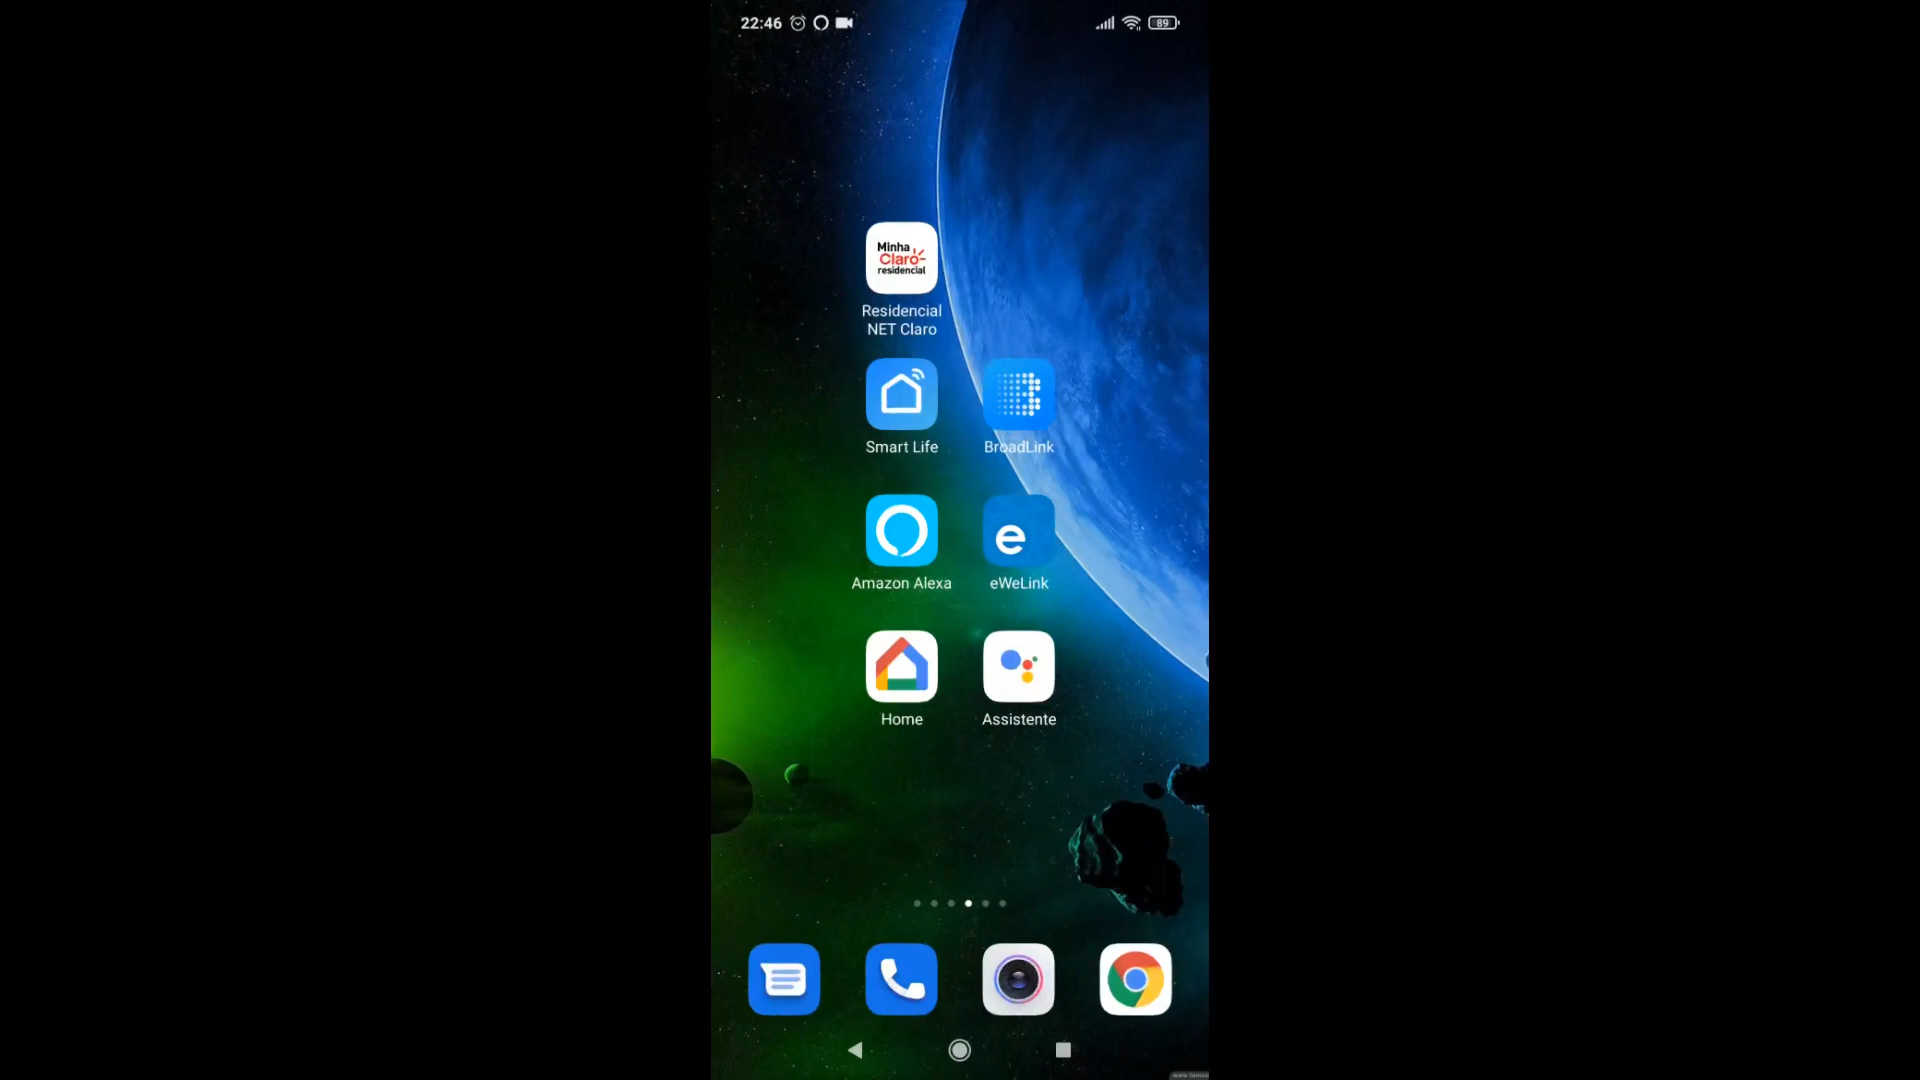 22:46
89
Minha
Claro
residencial
Residencial
NET Claro
Smart Life
BroadLink
Amazon Alexa
e
eWeLink
Home
Assistente